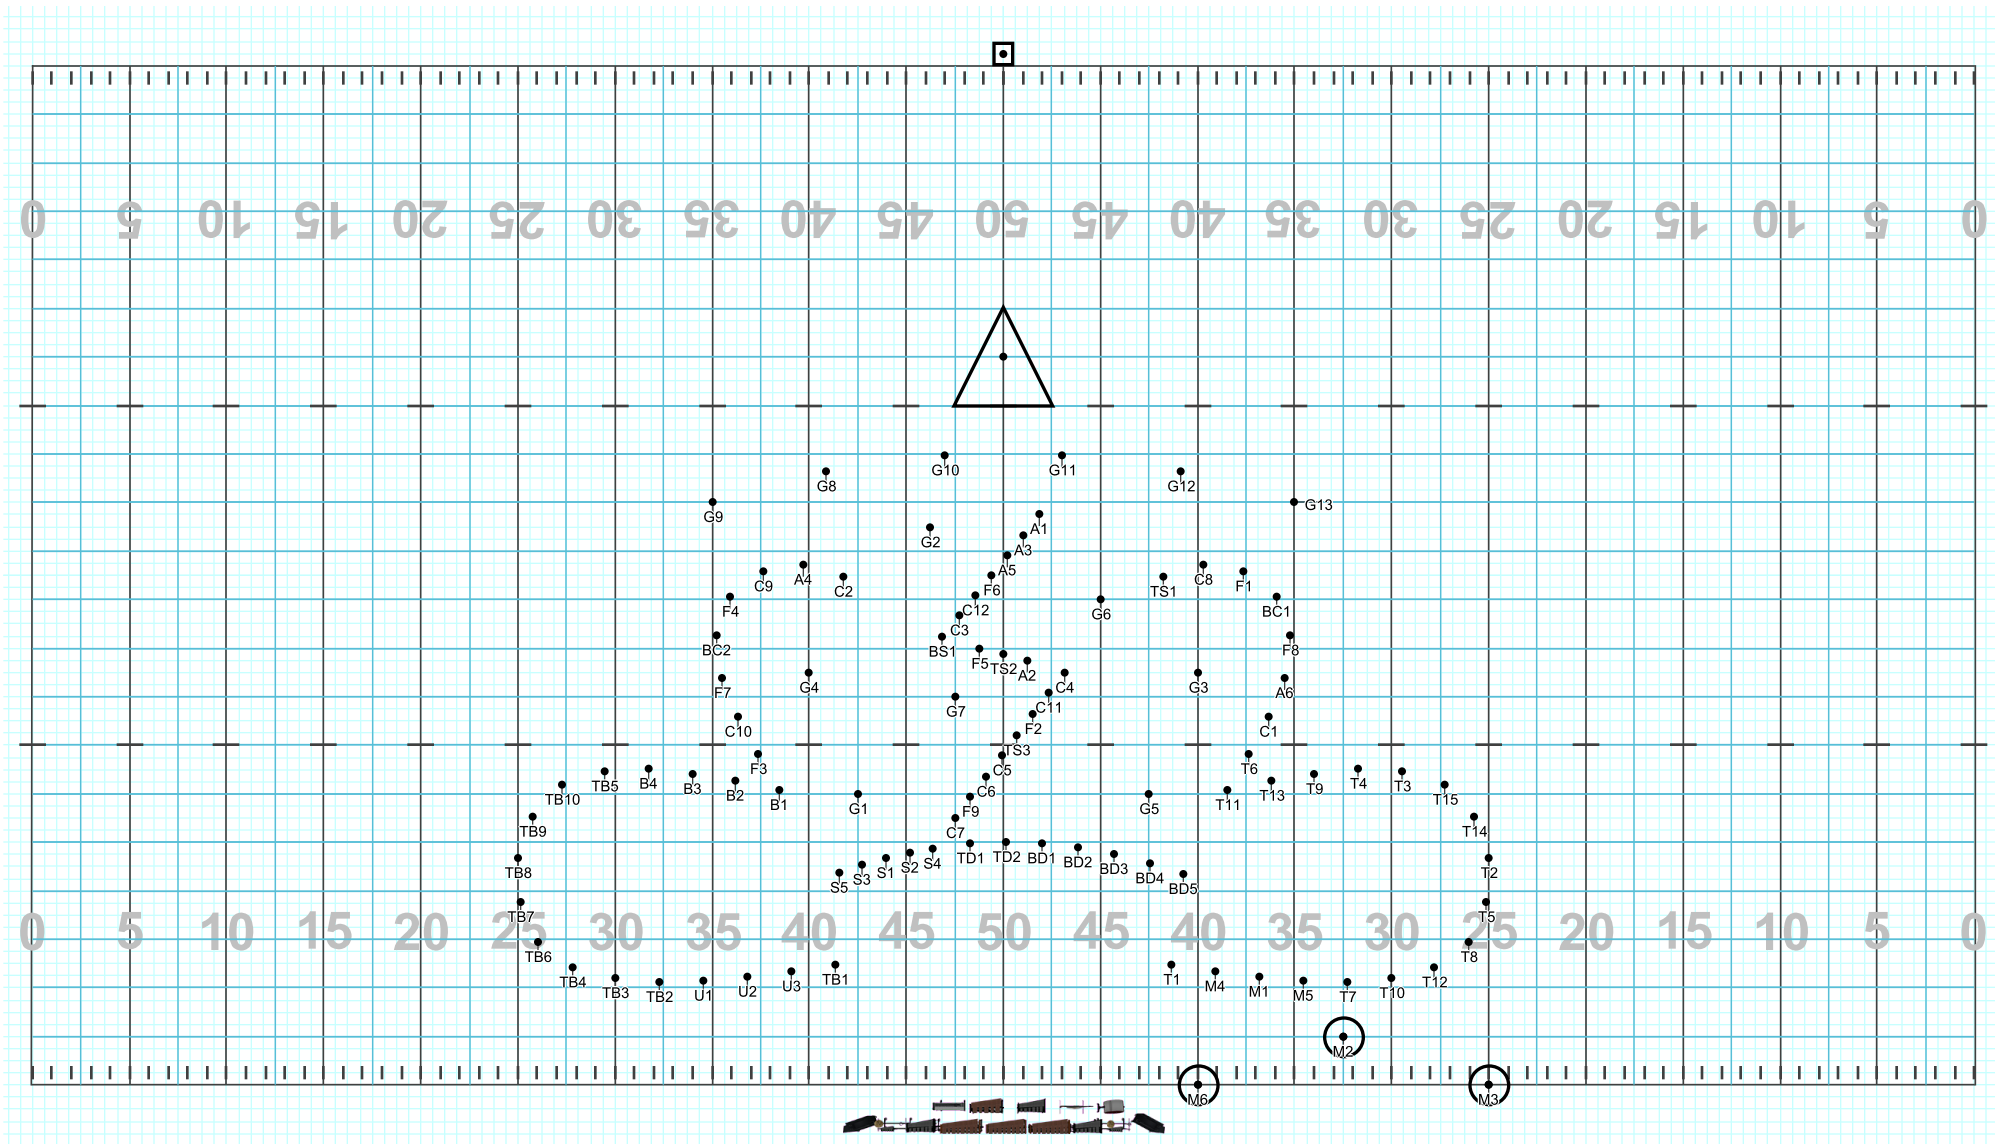 0 5 10 15 20 25 30 35 40 45 50 45 40 35 30 25 20 15 10 5 0
G10 G11
G8 G12
G9 G13
A1
G2
A3
A5
C9 A4 C2 F6 TS1 C8 F1
F4 C12 G6 BC1
C3
BC2 BS1 F8
F5 TS2 A2
F7 G4 C4 G3 A6
G7 C11
C10 F2 C1
TS3
F3 C5 T6
TB10 TB5 B4 B3 B2 B1 C6 T11 T13 T9 T4 T3 T15
G1 F9 G5
TB9 C7 T14
TB8 S5 S3 S1 S2 S4 TD1 TD2 BD1 BD2 BD3 BD4 BD5 T2
TB7 T5
0 5 10 15 20 25 30 35 40 45 50 45 40 35 30 25 20 15 10 5 0
TB6 T8
TB4 TB3 TB2 U1 U2 U3 TB1 T1 M4 M1 M5 T7 T10 T12
M2
M6 M3